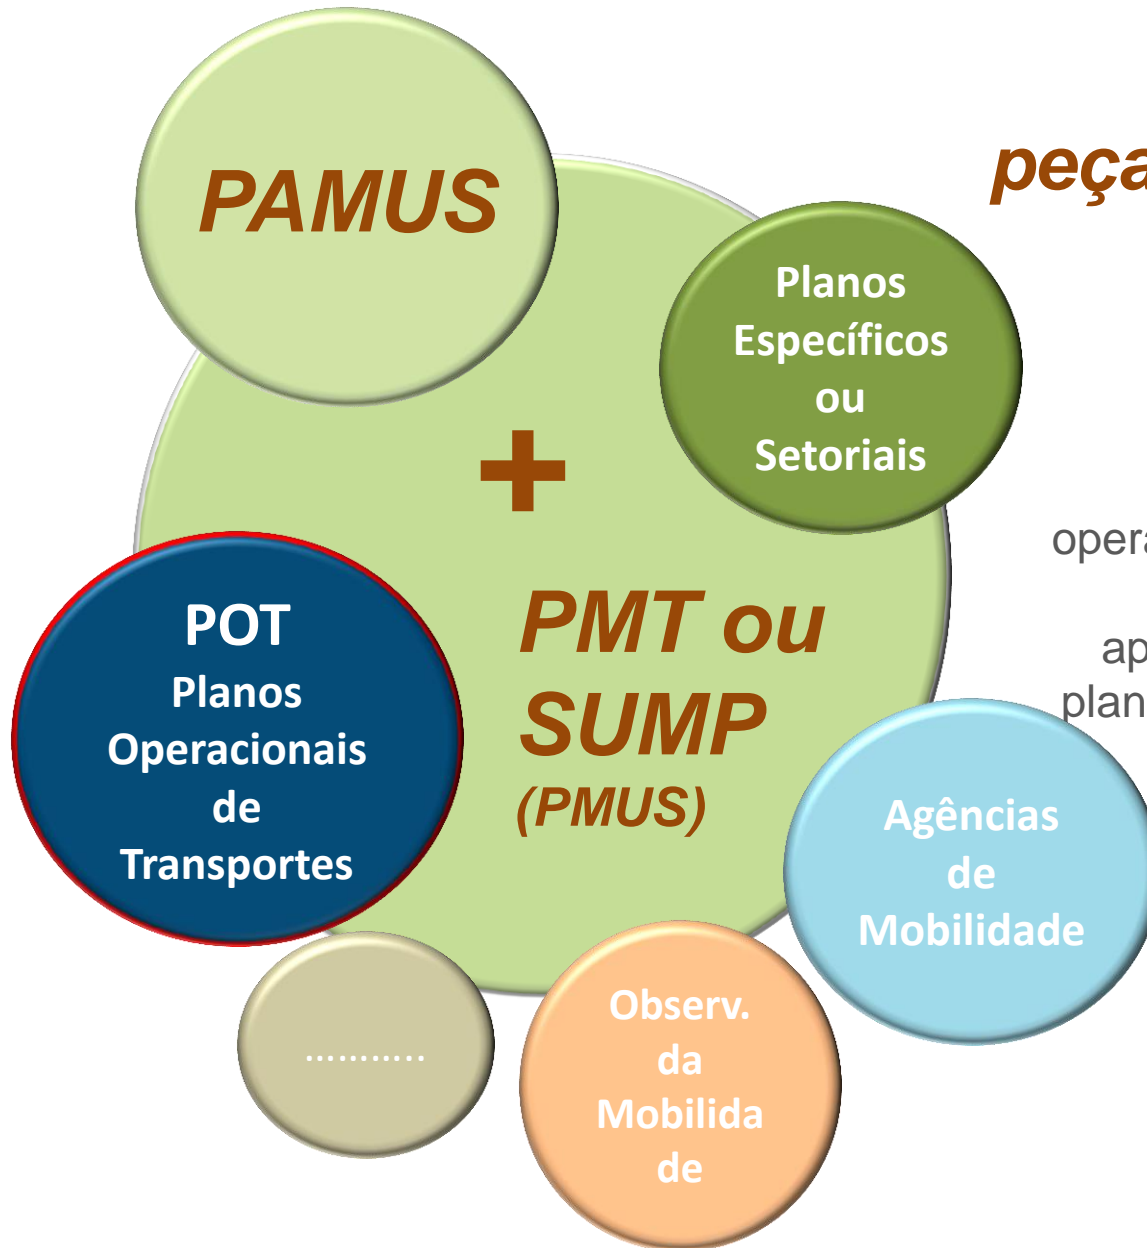 PAMUS
peça
Planos
Específicos
ou
Setoriais
+
opera
ap
plan
PMT ou
SUMP
(PMUS)
POT
Planos
Operacionais
de
Transportes
Agências
de
Mobilidade
...........
Observ.
da
Mobilida
de